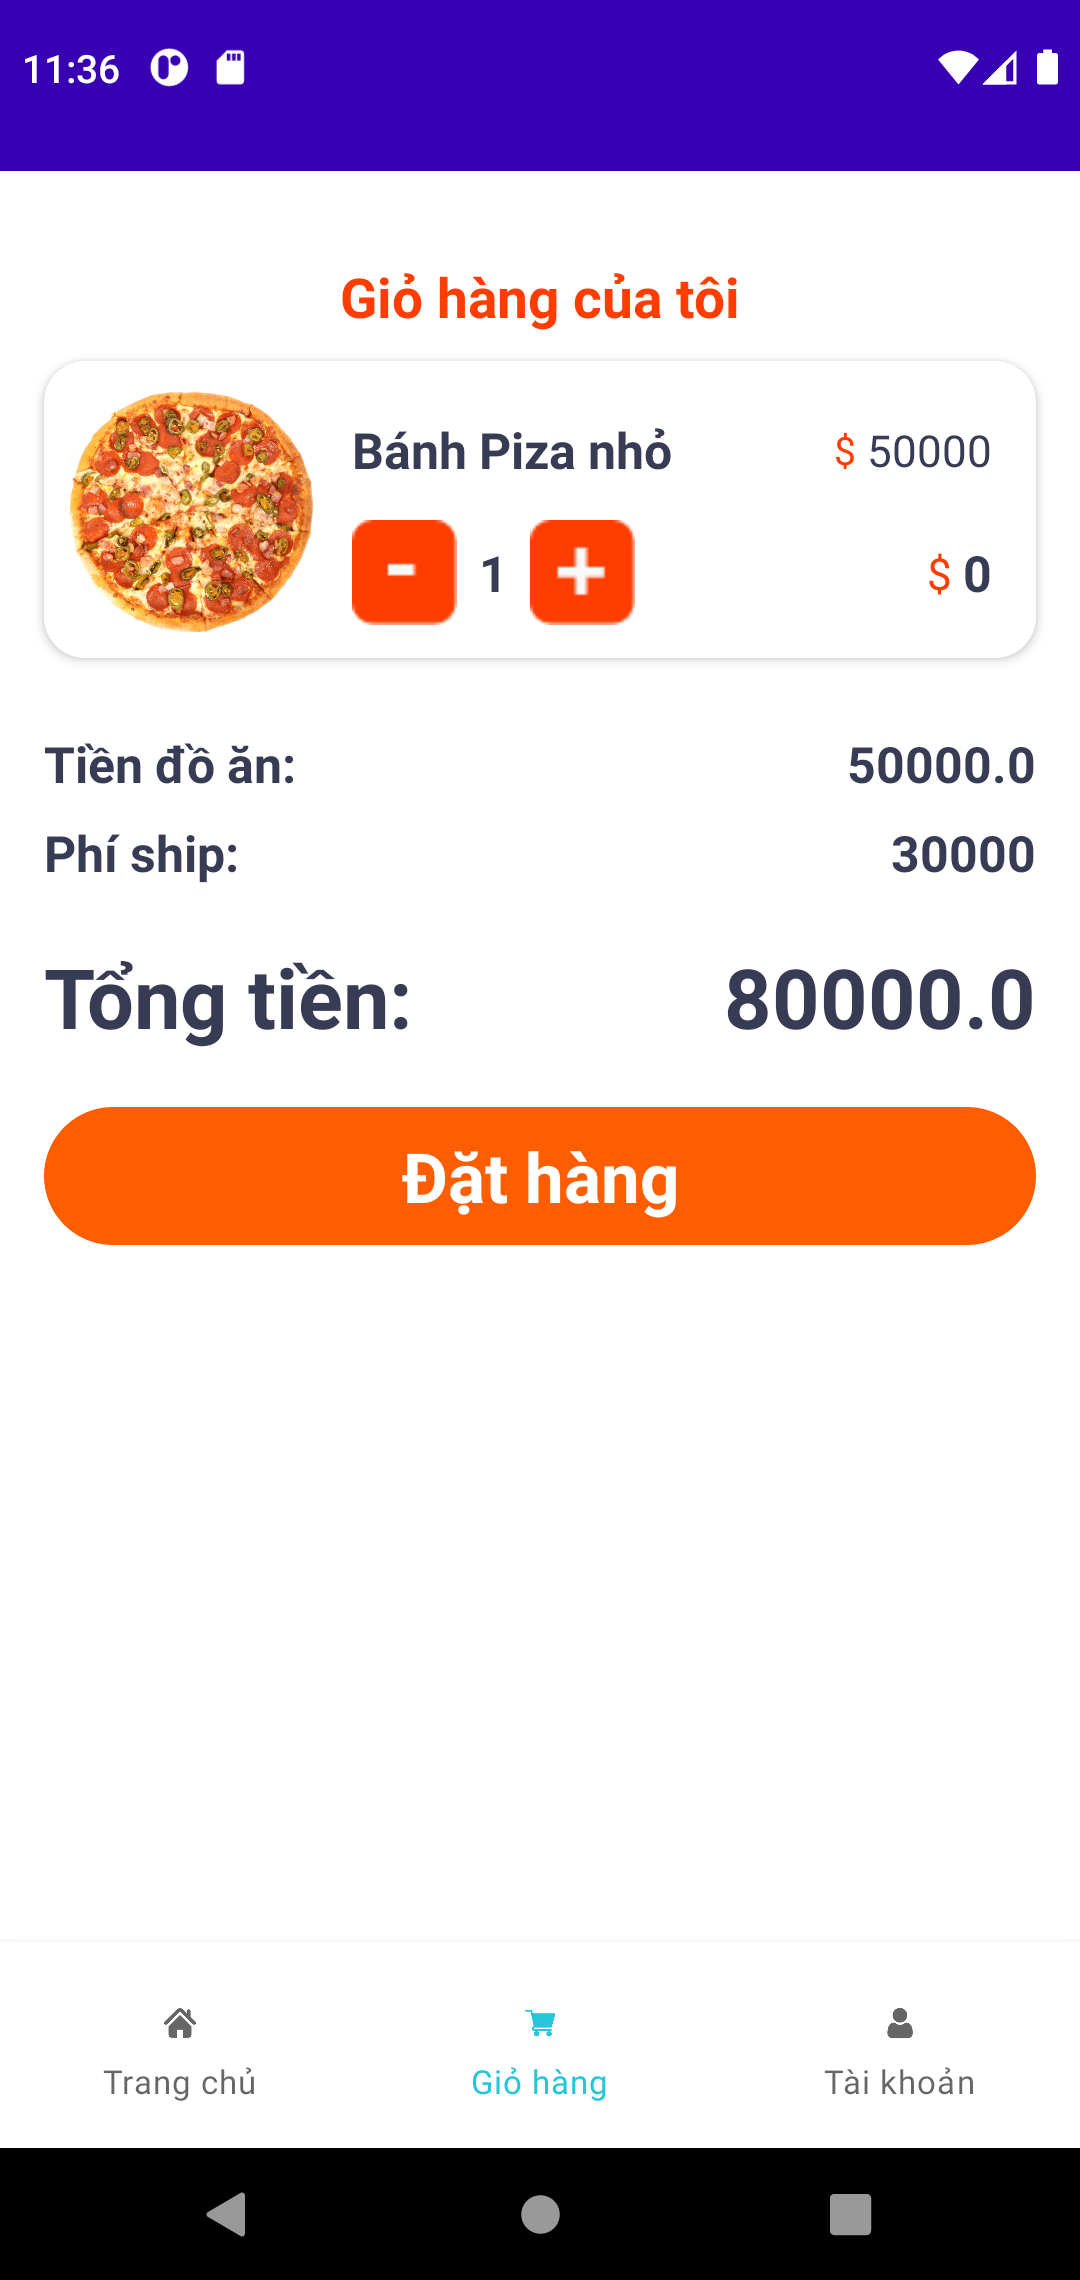 11:36
Giỏ hàng của tôi
Bánh Piza nhỏ $ 50000
- 1 + $ 0
Tiền đồ ăn: 50000.0
Phí ship: 30000
Tổng tiền: 80000.0
Đặt hàng
Trang chủ Giỏ hàng Tài khoản